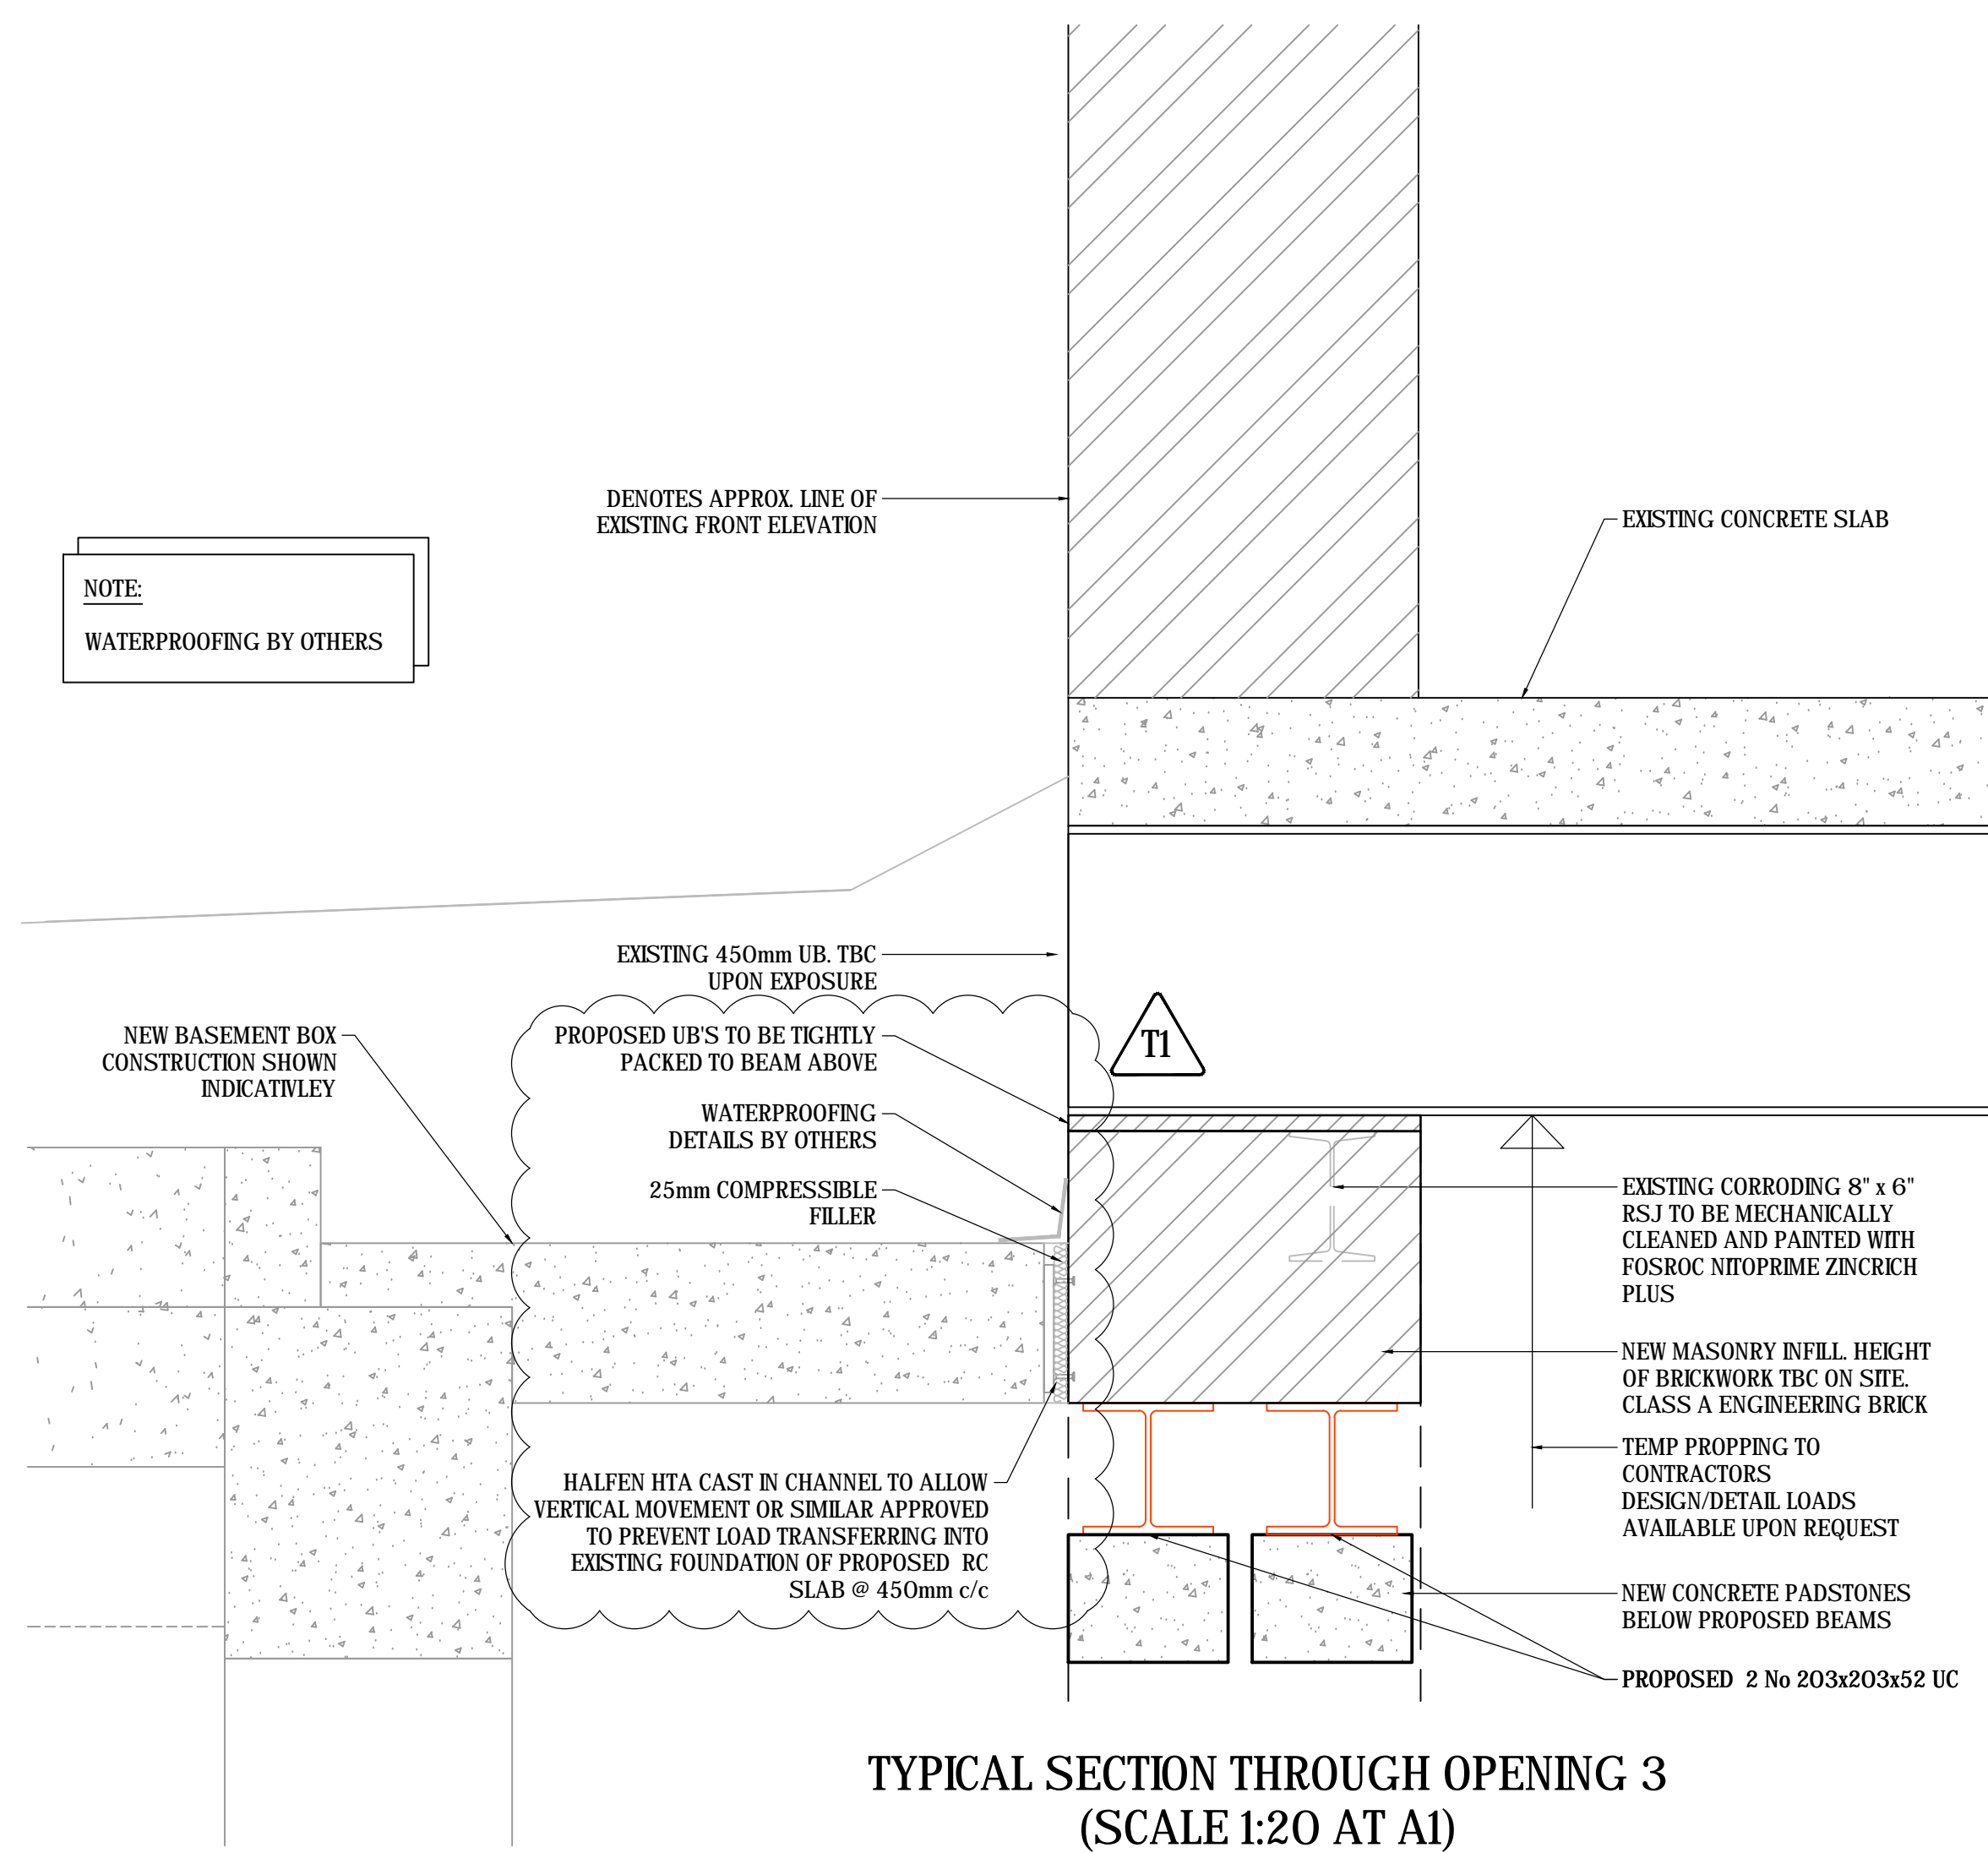 DENOTES APPROX. LINE OF
EXISTING FRONT ELEVATION
EXISTING CONCRETE SLAB
NOTE:
WATERPROOFING BY OTHERS
EXISTING 450mm UB. TBC
UPON EXPOSURE
NEW BASEMENT BOX
CONSTRUCTION SHOWN
INDICATIVLEY
PROPOSED UB'S TO BE TIGHTLY
PACKED TO BEAM ABOVE
T1
WATERPROOFING
DETAILS BY OTHERS
25mm COMPRESSIBLE
FILLER
EXISTING CORRODING 8" x 6"
RSJ TO BE MECHANICALLY
CLEANED AND PAINTED WITH
FOSROC NITOPRIME ZINCRICH
PLUS
NEW MASONRY INFILL. HEIGHT
OF BRICKWORK TBC ON SITE.
CLASS A ENGINEERING BRICK
TEMP PROPPING TO
CONTRACTORS
DESIGN/DETAIL LOADS
AVAILABLE UPON REQUEST
HALFEN HTA CAST IN CHANNEL TO ALLOW
VERTICAL MOVEMENT OR SIMILAR APPROVED
TO PREVENT LOAD TRANSFERRING INTO
EXISTING FOUNDATION OF PROPOSED RC
SLAB @ 450mm c/c
NEW CONCRETE PADSTONES
BELOW PROPOSED BEAMS
PROPOSED 2 No 203x203x52 UC
TYPICAL SECTION THROUGH OPENING 3
(SCALE 1:20 AT A1)